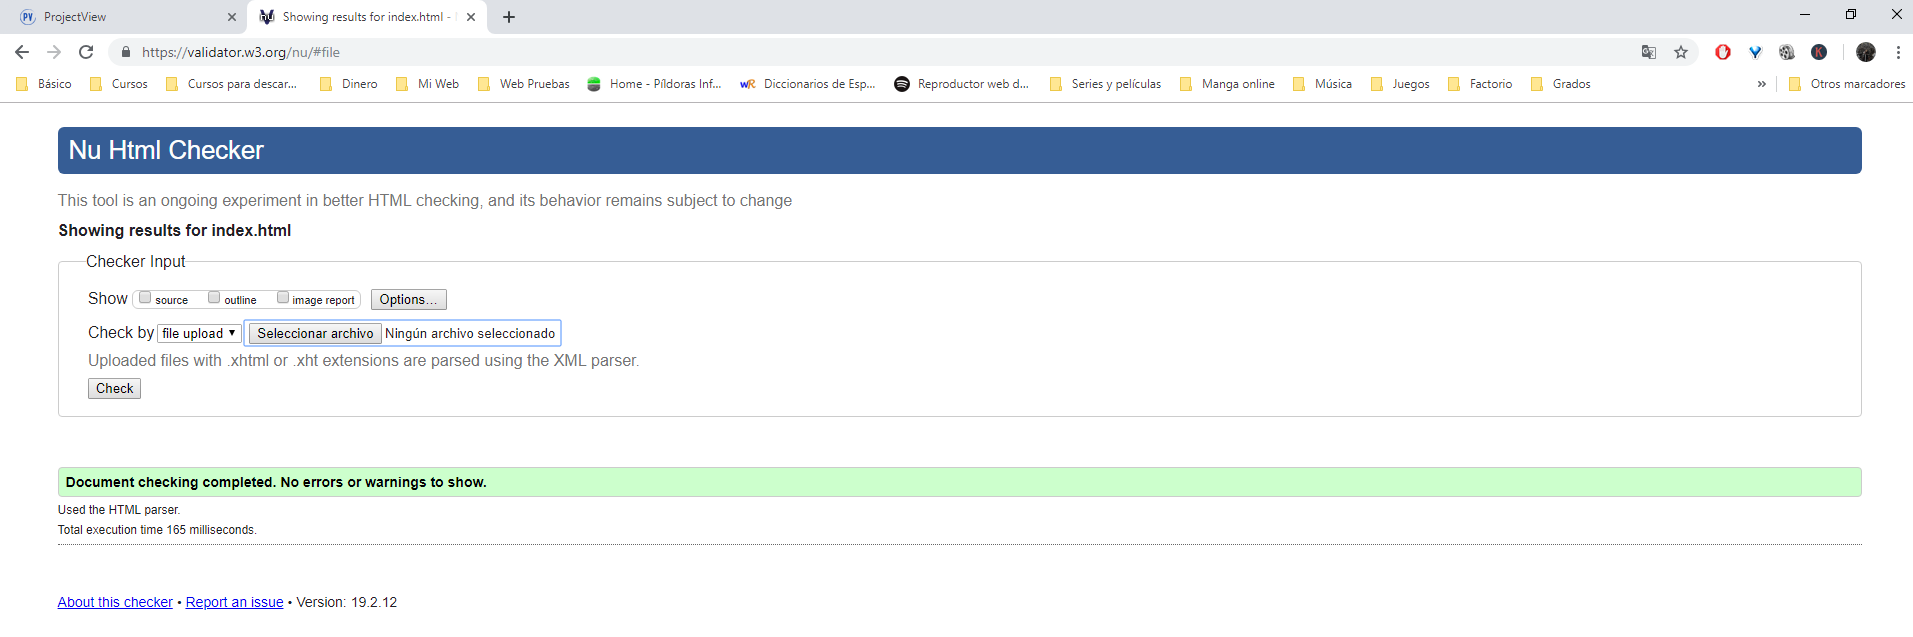 PV ProjectView
nu Showing results for index.html -
https://validator.w3.org/nu/#file
Básico Cursos Cursos para descar... Dinero Mi Web Web Pruebas Home - Píldoras Inf... wR Diccionarios de Esp... Reproductor web d... Series y películas Manga online Música Juegos Factorio Grados » Otros marcadores
Nu Html Checker
This tool is an ongoing experiment in better HTML checking, and its behavior remains subject to change
Showing results for index.html
Checker Input
Show source outline image report Options...
Check by file upload Seleccionar archivo Ningún archivo seleccionado
Uploaded files with .xhtml or .xht extensions are parsed using the XML parser.
Check
Document checking completed. No errors or warnings to show.
Used the HTML parser.
Total execution time 165 milliseconds.
About this checker • Report an issue • Version: 19.2.12